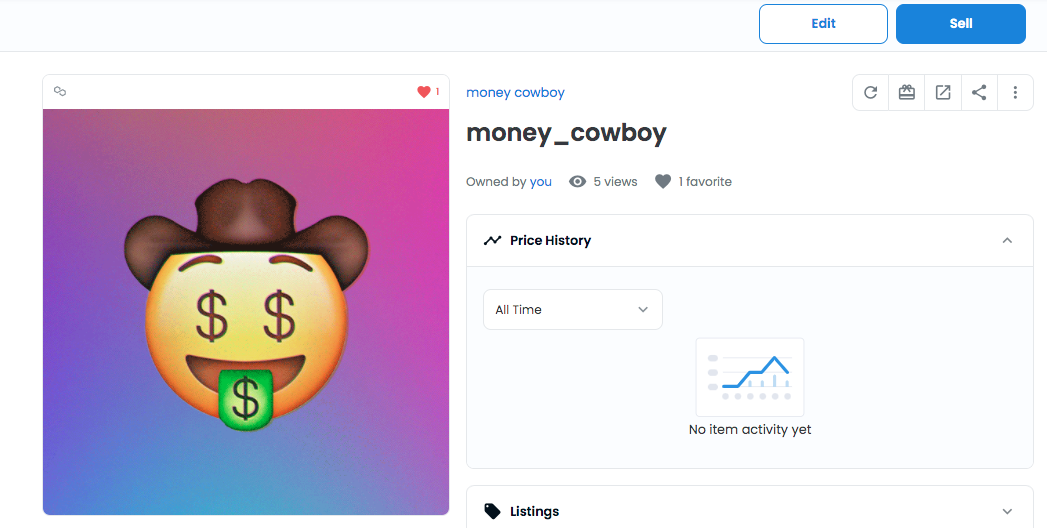 Edit
Sell
1
money cowboy
money_cowboy
Owned by you 5 views 1 favorite
Price History
All Time
No item activity yet
Listings
$ $
$